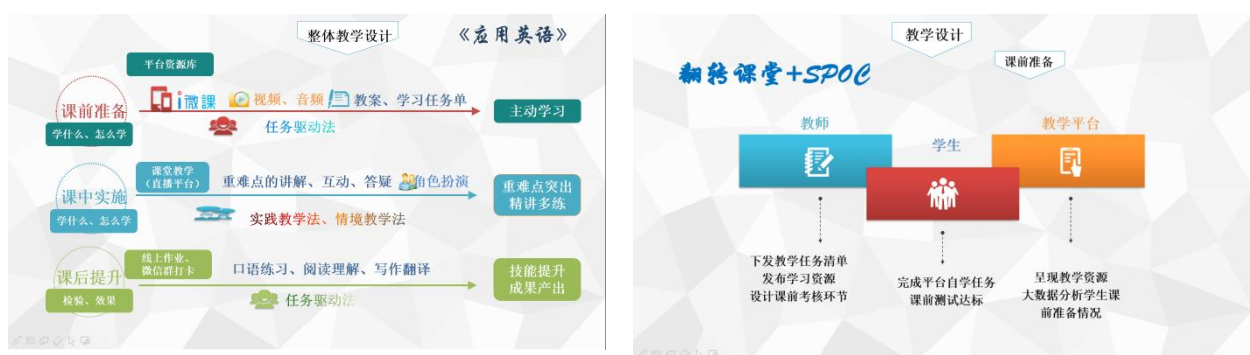 整体教学设计
《应用英语》
平台资源库
课前准备
学什么、怎么学
i微課
视频、音频
教案、学习任务单
任务驱动法
主动学习
课中实施
学什么、怎么学
课堂教学
（直播平台）
重难点的讲解、互动、答疑
角色扮演
实践教学法、情境教学法
重难点突出
精讲多练
课后提升
检验、效果
线上作业、
微信群打卡
口语练习、阅读理解、写作翻译
任务驱动法
技能提升
成果产出
教学设计
课前准备
翻转课堂+SPOC
教师
学生
教学平台
下发教学任务清单
发布学习资源
设计课前考核环节
完成平台自学任务
课前测试达标
呈现教学资源
大数据分析学生课
前准备情况